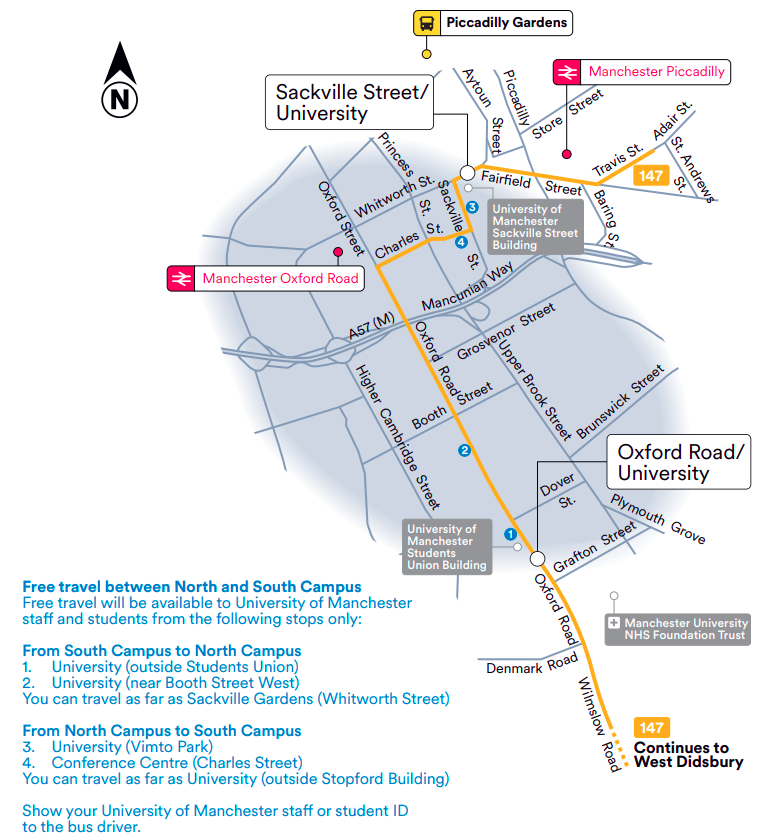 Piccadilly Gardens
Manchester Piccadilly
Sackville Street/
University
N
Aytoun
Street
Piccadilly
Store Street
Adair St.
Travis St.
St. Andrews
St.
147
Fairfield Street
Baring St.
Princess
St.
Whitworth St.
Oxford Street
Sackville
St.
3
University of
Manchester
Sackville Street
Building
Charles St.
4
Manchester Oxford Road
Mancunian Way
A57 (M)
Oxford Road
Grosvenor Street
Upper Brook Street
Higher Cambridge Street
Booth Street
Brunswick Street
2
Oxford Road/
University
Dover
St.
Plymouth Grove
1
University of
Manchester
Students
Union Building
Grafton Street
Oxford Road
Manchester University
NHS Foundation Trust
Denmark Road
Wilmslow Road
147
Continues to
West Didsbury
Free travel between North and South Campus
Free travel will be available to University of Manchester
staff and students from the following stops only:
From South Campus to North Campus
1. University (outside Students Union)
2. University (near Booth Street West)
You can travel as far as Sackville Gardens (Whitworth Street)
From North Campus to South Campus
3. University (Vimto Park)
4. Conference Centre (Charles Street)
You can travel as far as University (outside Stopford Building)
Show your University of Manchester staff or student ID
to the bus driver.